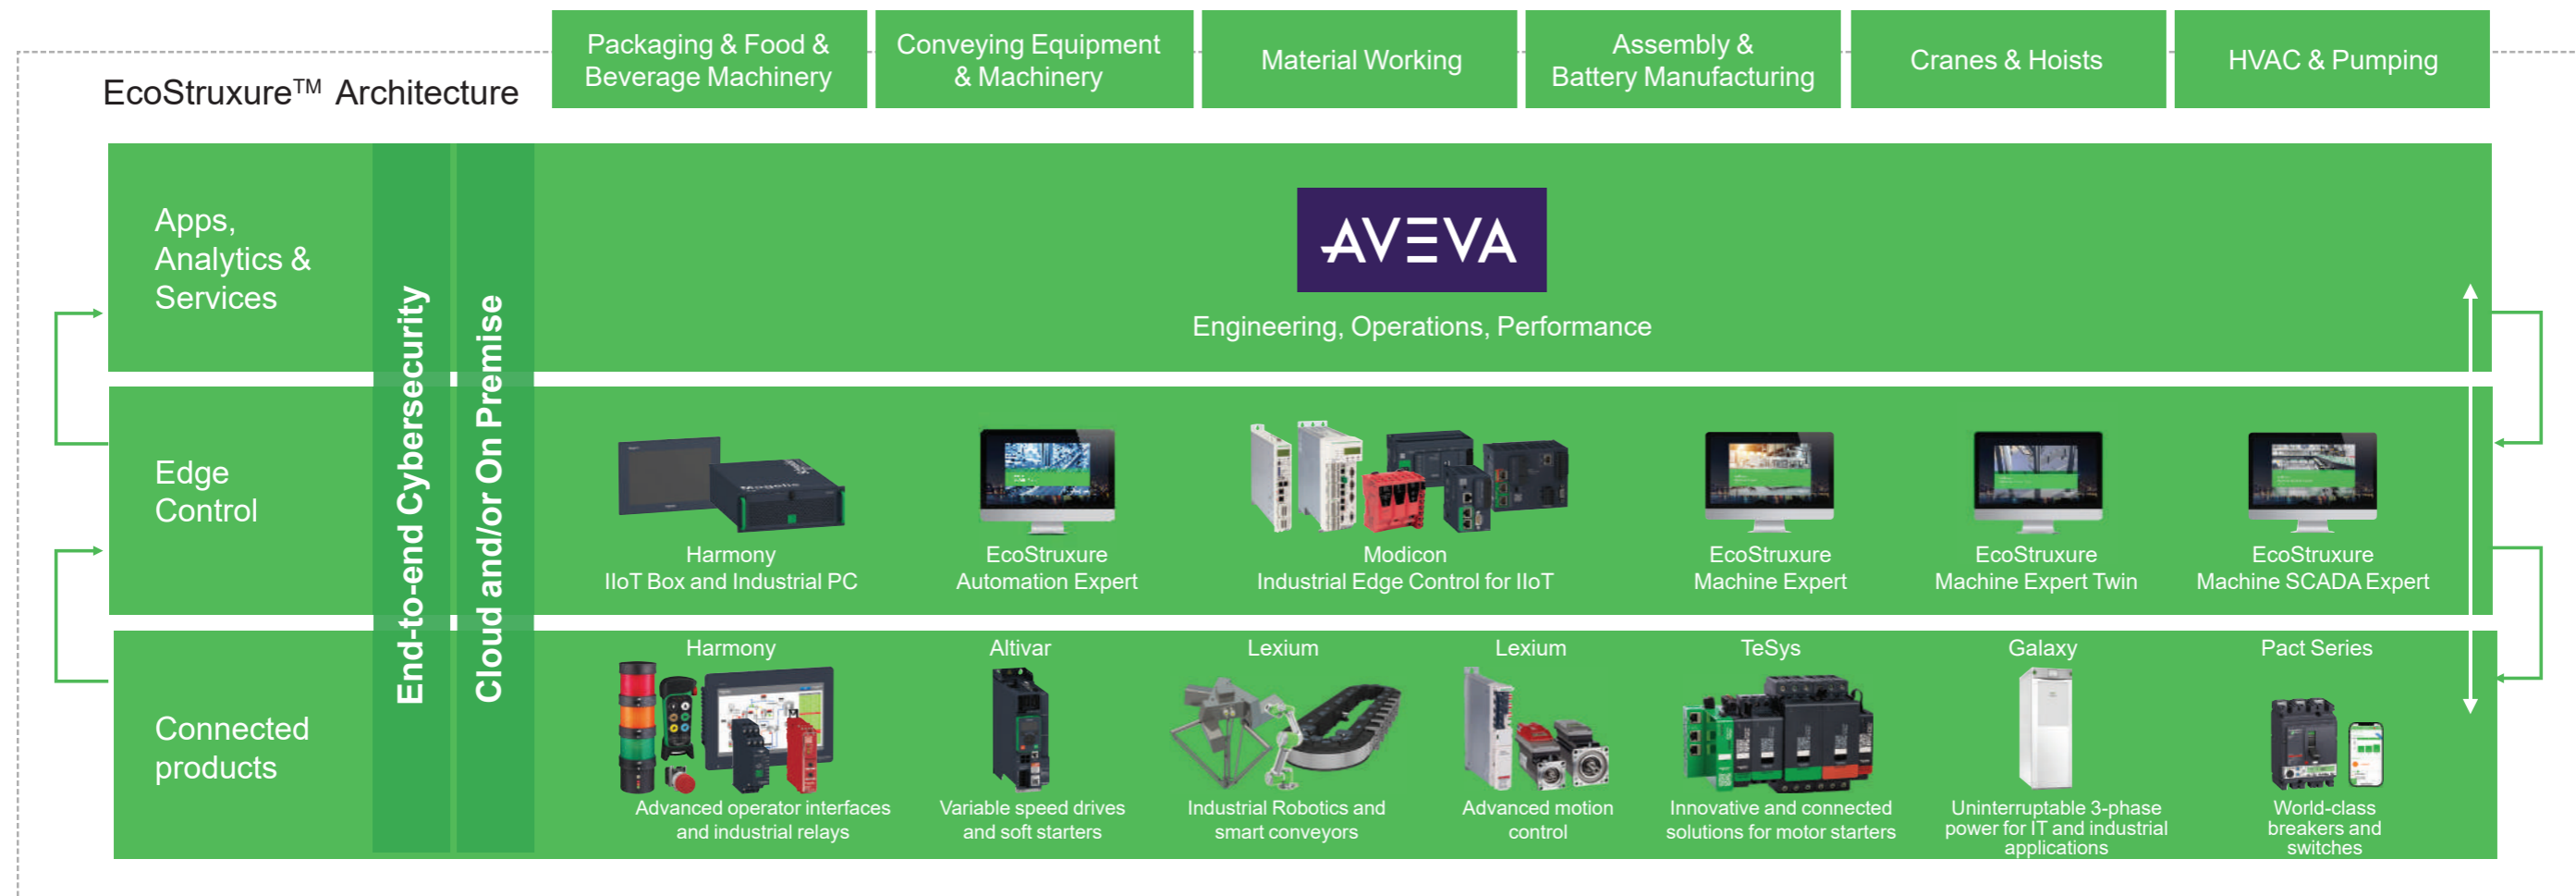 Packaging & Food &
Beverage Machinery
Conveying Equipment
& Machinery
Material Working
Assembly &
Battery Manufacturing
Cranes & Hoists
HVAC & Pumping
EcoStruxure™ Architecture
Apps,
Analytics &
Services
AVEVA
Engineering, Operations, Performance
End-to-end Cybersecurity
Cloud and/or On Premise
Edge
Control
Magelis
Harmony
IIoT Box and Industrial PC
EcoStruxure
Automation Expert
Modicon
Industrial Edge Control for IIoT
EcoStruxure
Machine Expert
EcoStruxure
Machine Expert Twin
EcoStruxure
Machine SCADA Expert
Connected
products
Harmony
Advanced operator interfaces
and industrial relays
Altivar
Variable speed drives
and soft starters
Lexium
Industrial Robotics and
smart conveyors
Lexium
Advanced motion
control
TeSys
Innovative and connected
solutions for motor starters
Galaxy
Uninterruptable 3-phase
power for IT and industrial
applications
Pact Series
World-class
breakers and
switches